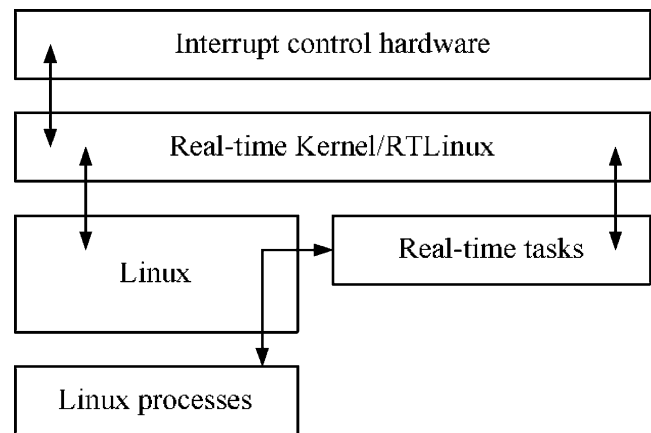 Interrupt control hardware
Real-time Kernel/RTLinux
Real-time tasks
Linux
Linux processes